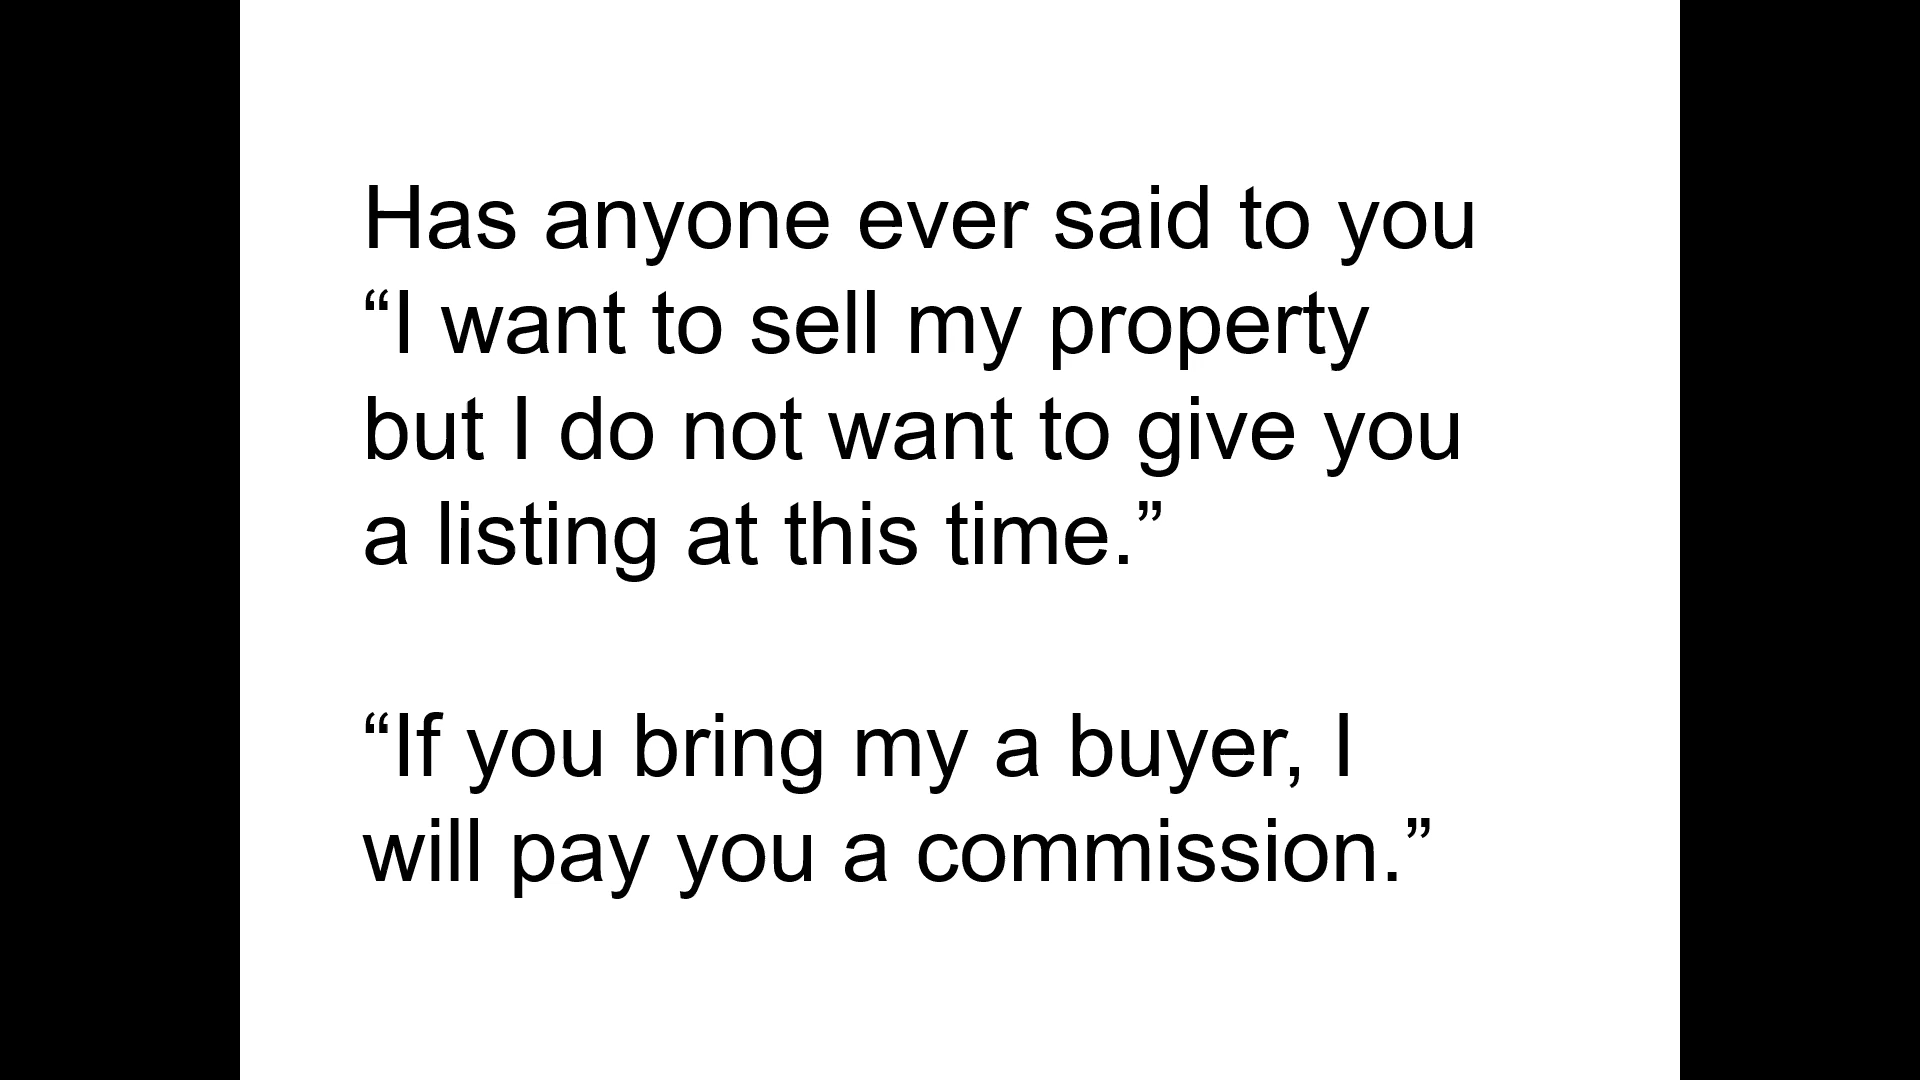 Has anyone ever said to you
“I want to sell my property
but I do not want to give you
a listing at this time.”
“If you bring my a buyer, I
will pay you a commission.”